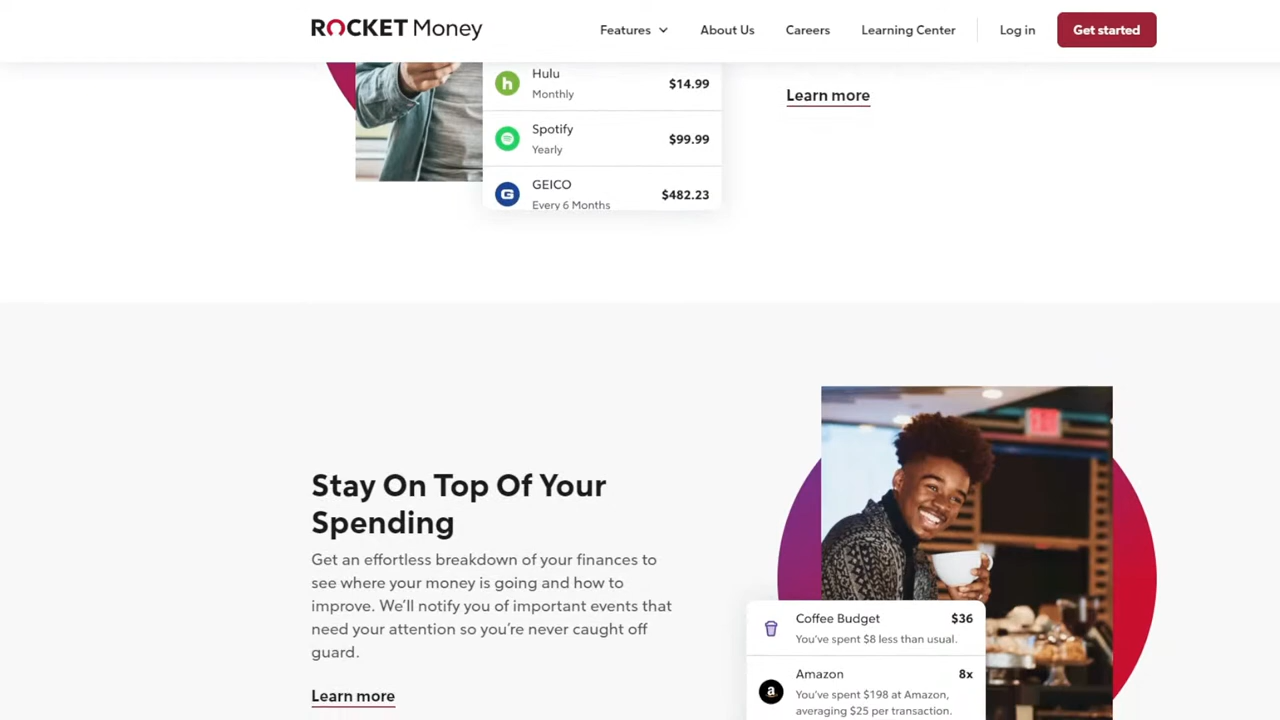 ROCKET Money
Features
About Us
Careers
Learning Center
Log in
Get started
Hulu
Monthly
$14.99
Spotify
Yearly
$99.99
GEICO
Every 6 Months
$482.23
Learn more
Stay On Top Of Your
Spending
Get an effortless breakdown of your finances to
see where your money is going and how to
improve. We’ll notify you of important events that
need your attention so you’re never caught off
guard.
Learn more
Coffee Budget
$36
You’ve spent $8 less than usual.
Amazon
8x
You’ve spent $198 at Amazon,
averaging $25 per transaction.